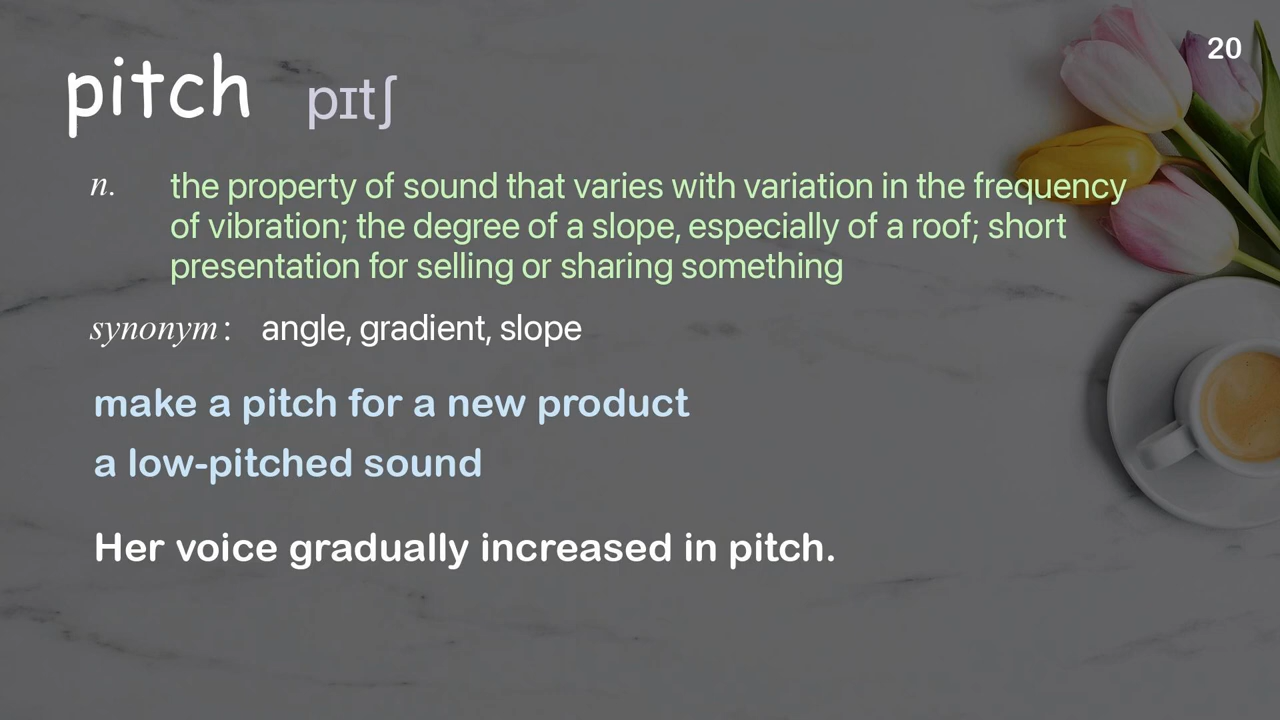 20
pitch pɪtʃ
n. the property of sound that varies with variation in the frequency
of vibration; the degree of a slope, especially of a roof; short
presentation for selling or sharing something
synonym: angle, gradient, slope
make a pitch for a new product
a low-pitched sound
Her voice gradually increased in pitch.